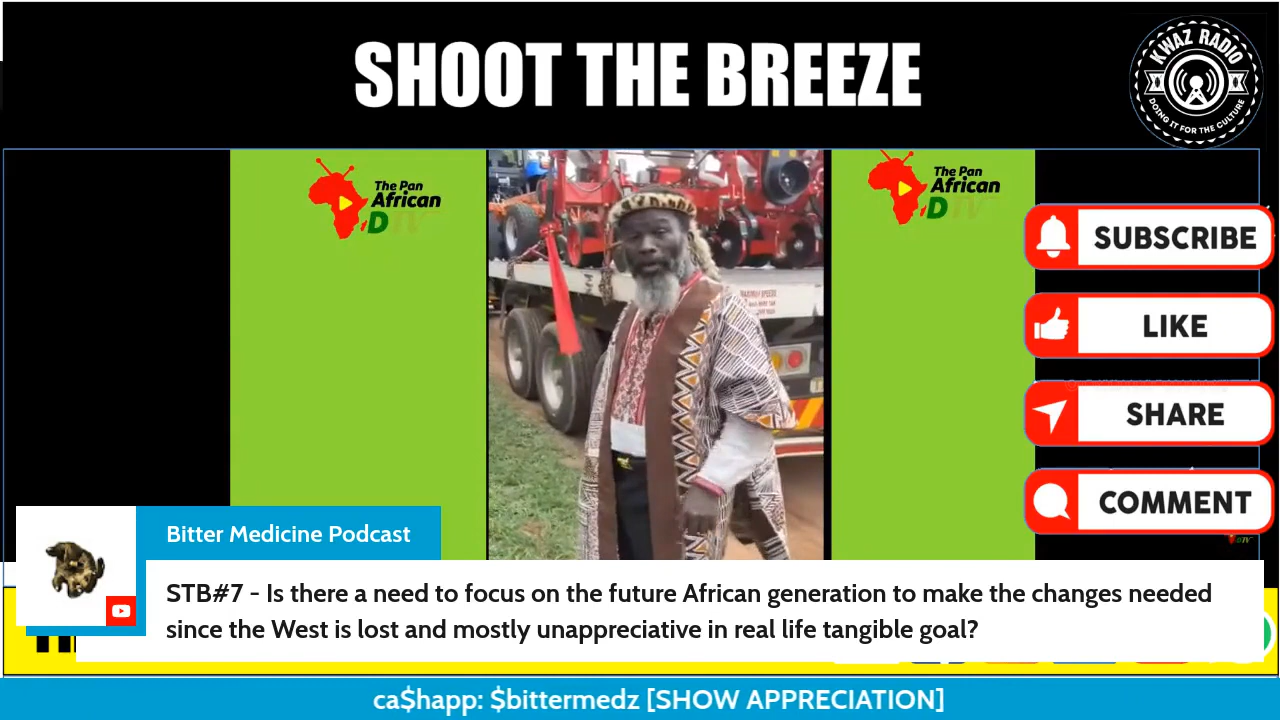 SHOOT THE BREEZE
KWAZ RADIO
DOING IT FOR THE CULTURE
The Pan
African
DTV
The Pan
African
DTV
SUBSCRIBE
LIKE
SHARE
COMMENT
Bitter Medicine Podcast
STB#7 - Is there a need to focus on the future African generation to make the changes needed
since the West is lost and mostly unappreciative in real life tangible goal?
ca$happ: $bittermedz [SHOW APPRECIATION]